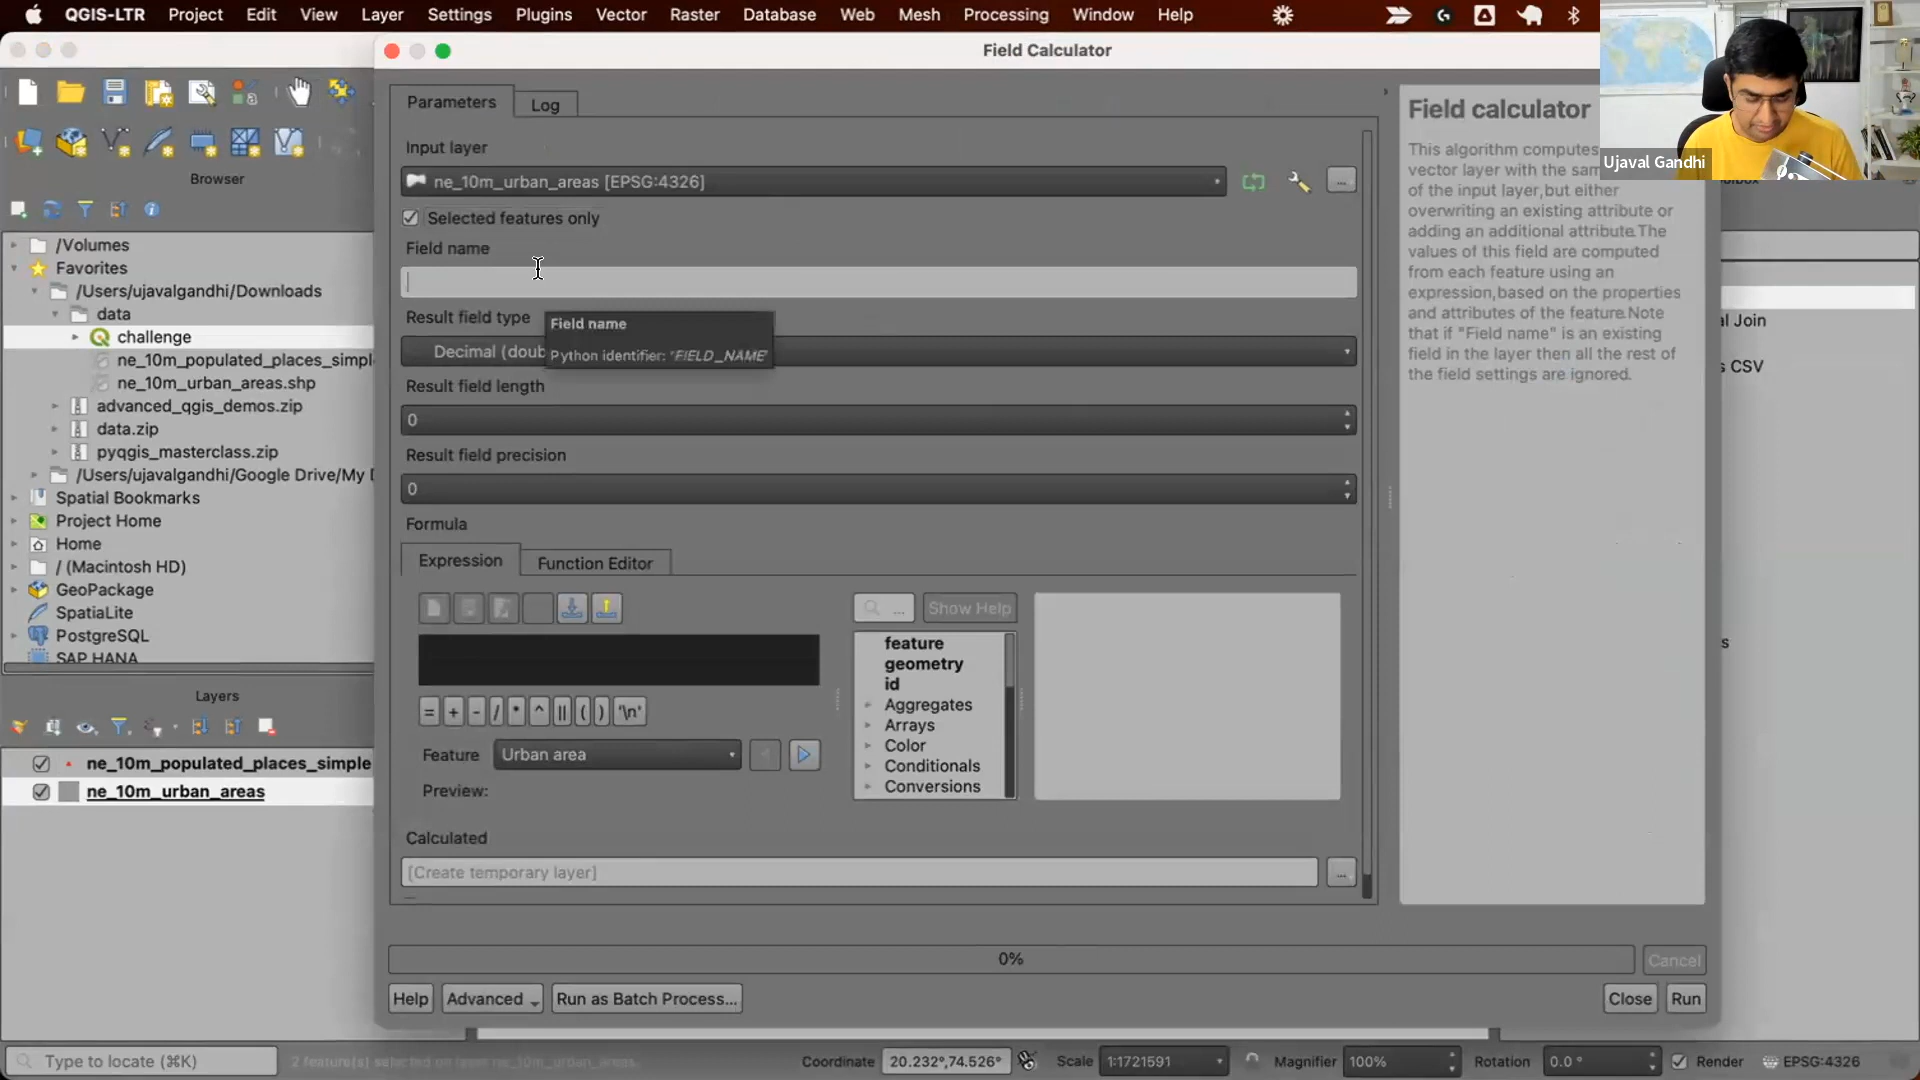 QGIS-LTR Project Edit View Layer Settings Plugins Vector Raster Database Web Mesh Processing Window Help
Field Calculator
Parameters
Log
Input layer
ne_10m_urban_areas [EPSG:4326]
...
Selected features only
Field name
Field name
Python identifier: 'FIELD_NAME'
Result field type
Decimal (doub
Result field length
0
Result field precision
0
Formula
Expression
Function Editor
...
Show Help
feature
geometry
id
Aggregates
Arrays
Color
Conditionals
Conversions
= + - / * ^ || ( ) '\n'
Feature
Urban area
Preview:
Calculated
[Create temporary layer]
...
0%
Cancel
Help
Advanced
Run as Batch Process...
Close
Run
Field calculator
This algorithm computes
vector layer with the sam
of the input layer,but either
overwriting an existing attribute or
adding an additional attribute.The
values of this field are computed
from each feature using an
expression,based on the properties
and attributes of the feature.Note
that if "Field name" is an existing
field in the layer then all the rest of
the field settings are ignored.
Ujaval Gandhi
al Join
s CSV
s
Browser
/Volumes
Favorites
/Users/ujavalgandhi/Downloads
data
challenge
ne_10m_populated_places_simple
ne_10m_urban_areas.shp
advanced_qgis_demos.zip
data.zip
pyqgis_masterclass.zip
/Users/ujavalgandhi/Google Drive/My D
Spatial Bookmarks
Project Home
Home
/ (Macintosh HD)
GeoPackage
SpatiaLite
PostgreSQL
SAP HANA
Layers
ne_10m_populated_places_simple
ne_10m_urban_areas
Type to locate (⌘K)
2 feature(s) selected on layer ne_10m_urban_areas.
Coordinate 20.232°,74.526°
Scale 1:1721591
Magnifier 100%
Rotation 0.0 °
Render
EPSG:4326